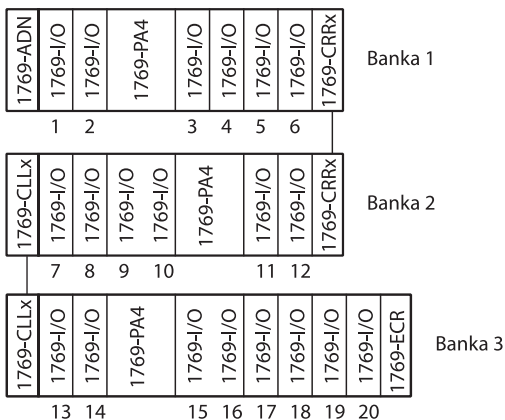 1769-ADN 1769-I/O 1769-I/O 1769-PA4 1769-I/O 1769-I/O 1769-I/O 1769-I/O 1769-CRRx
Banka 1
1 2 3 4 5 6
1769-CLLx 1769-I/O 1769-I/O 1769-I/O 1769-I/O 1769-PA4 1769-I/O 1769-I/O 1769-CRRx
Banka 2
7 8 9 10 11 12
1769-CLLx 1769-I/O 1769-I/O 1769-PA4 1769-I/O 1769-I/O 1769-I/O 1769-I/O 1769-I/O 1769-I/O 1769-ECR
Banka 3
13 14 15 16 17 18 19 20